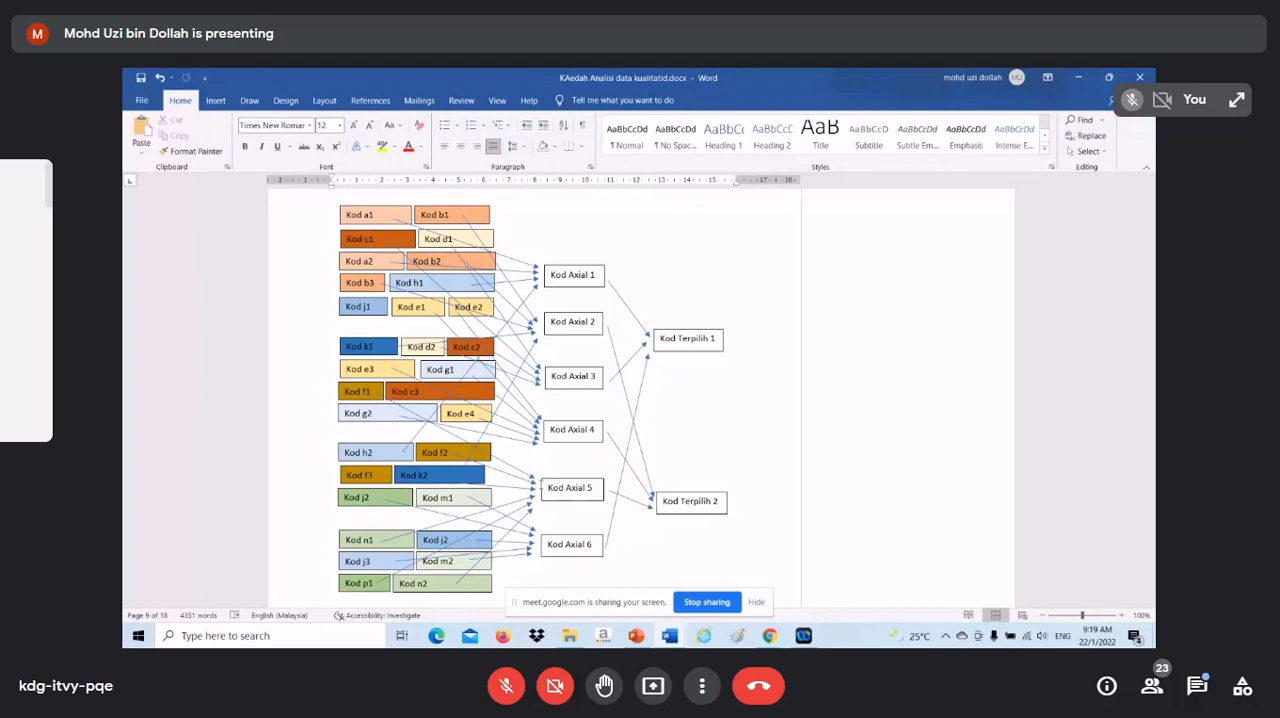 M Mohd Uzi bin Dollah is presenting
KAedah Analisi data kualitatid.docx - Word
mohd uzi dollah MU
You
File Home Insert Draw Design Layout References Mailings Review View Help Tell me what you want to do
Paste
Cut
Copy
Format Painter
Clipboard
Times New Romar 12
Font
Paragraph
AaBbCcDd AaBbCcDd AaBbCcI AaBbCcI AaB AaBbCcDd AaBbCcDd AaBbCcDd AaBbCcDd
¶ Normal ¶ No Spac... Heading 1 Heading 2 Title Subtitle Subtle Em... Emphasis Intense E...
Styles
Find
Replace
Select
Editing
Kod a1 Kod b1
Kod c1 Kod d1
Kod a2 Kod b2
Kod b3 Kod h1
Kod j1 Kod e1 Kod e2
Kod k1 Kod d2 Kod c2
Kod e3 Kod g1
Kod f1 Kod c3
Kod g2 Kod e4
Kod h2 Kod f2
Kod f3 Kod k2
Kod j2 Kod m1
Kod n1 Kod j2
Kod j3 Kod m2
Kod p1 Kod n2
Kod Axial 1
Kod Axial 2
Kod Axial 3
Kod Axial 4
Kod Axial 5
Kod Axial 6
Kod Terpilih 1
Kod Terpilih 2
meet.google.com is sharing your screen. Stop sharing Hide
Page 9 of 18 4351 words English (Malaysia) Accessibility: Investigate 100%
Type here to search
25°C ENG
9:19 AM
22/1/2022
4
kdg-itvy-pqe
23